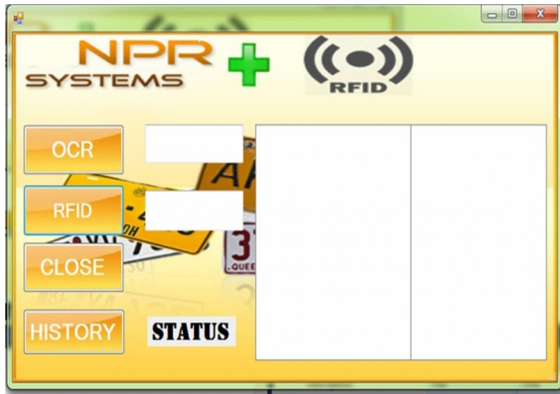 NPR
SYSTEMS
RFID
OCR
RFID
CLOSE
HISTORY
STATUS